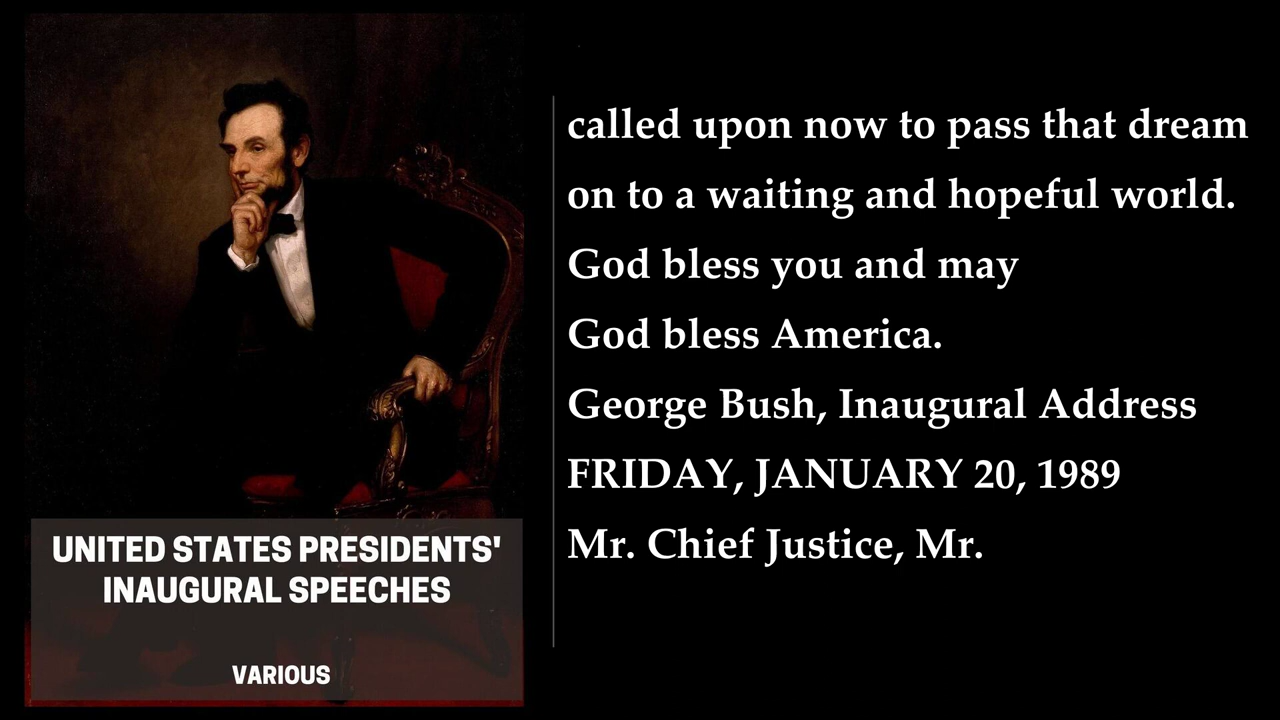 called upon now to pass that dream
on to a waiting and hopeful world.
God bless you and may
God bless America.
George Bush, Inaugural Address
FRIDAY, JANUARY 20, 1989
Mr. Chief Justice, Mr.
UNITED STATES PRESIDENTS'
INAUGURAL SPEECHES
VARIOUS